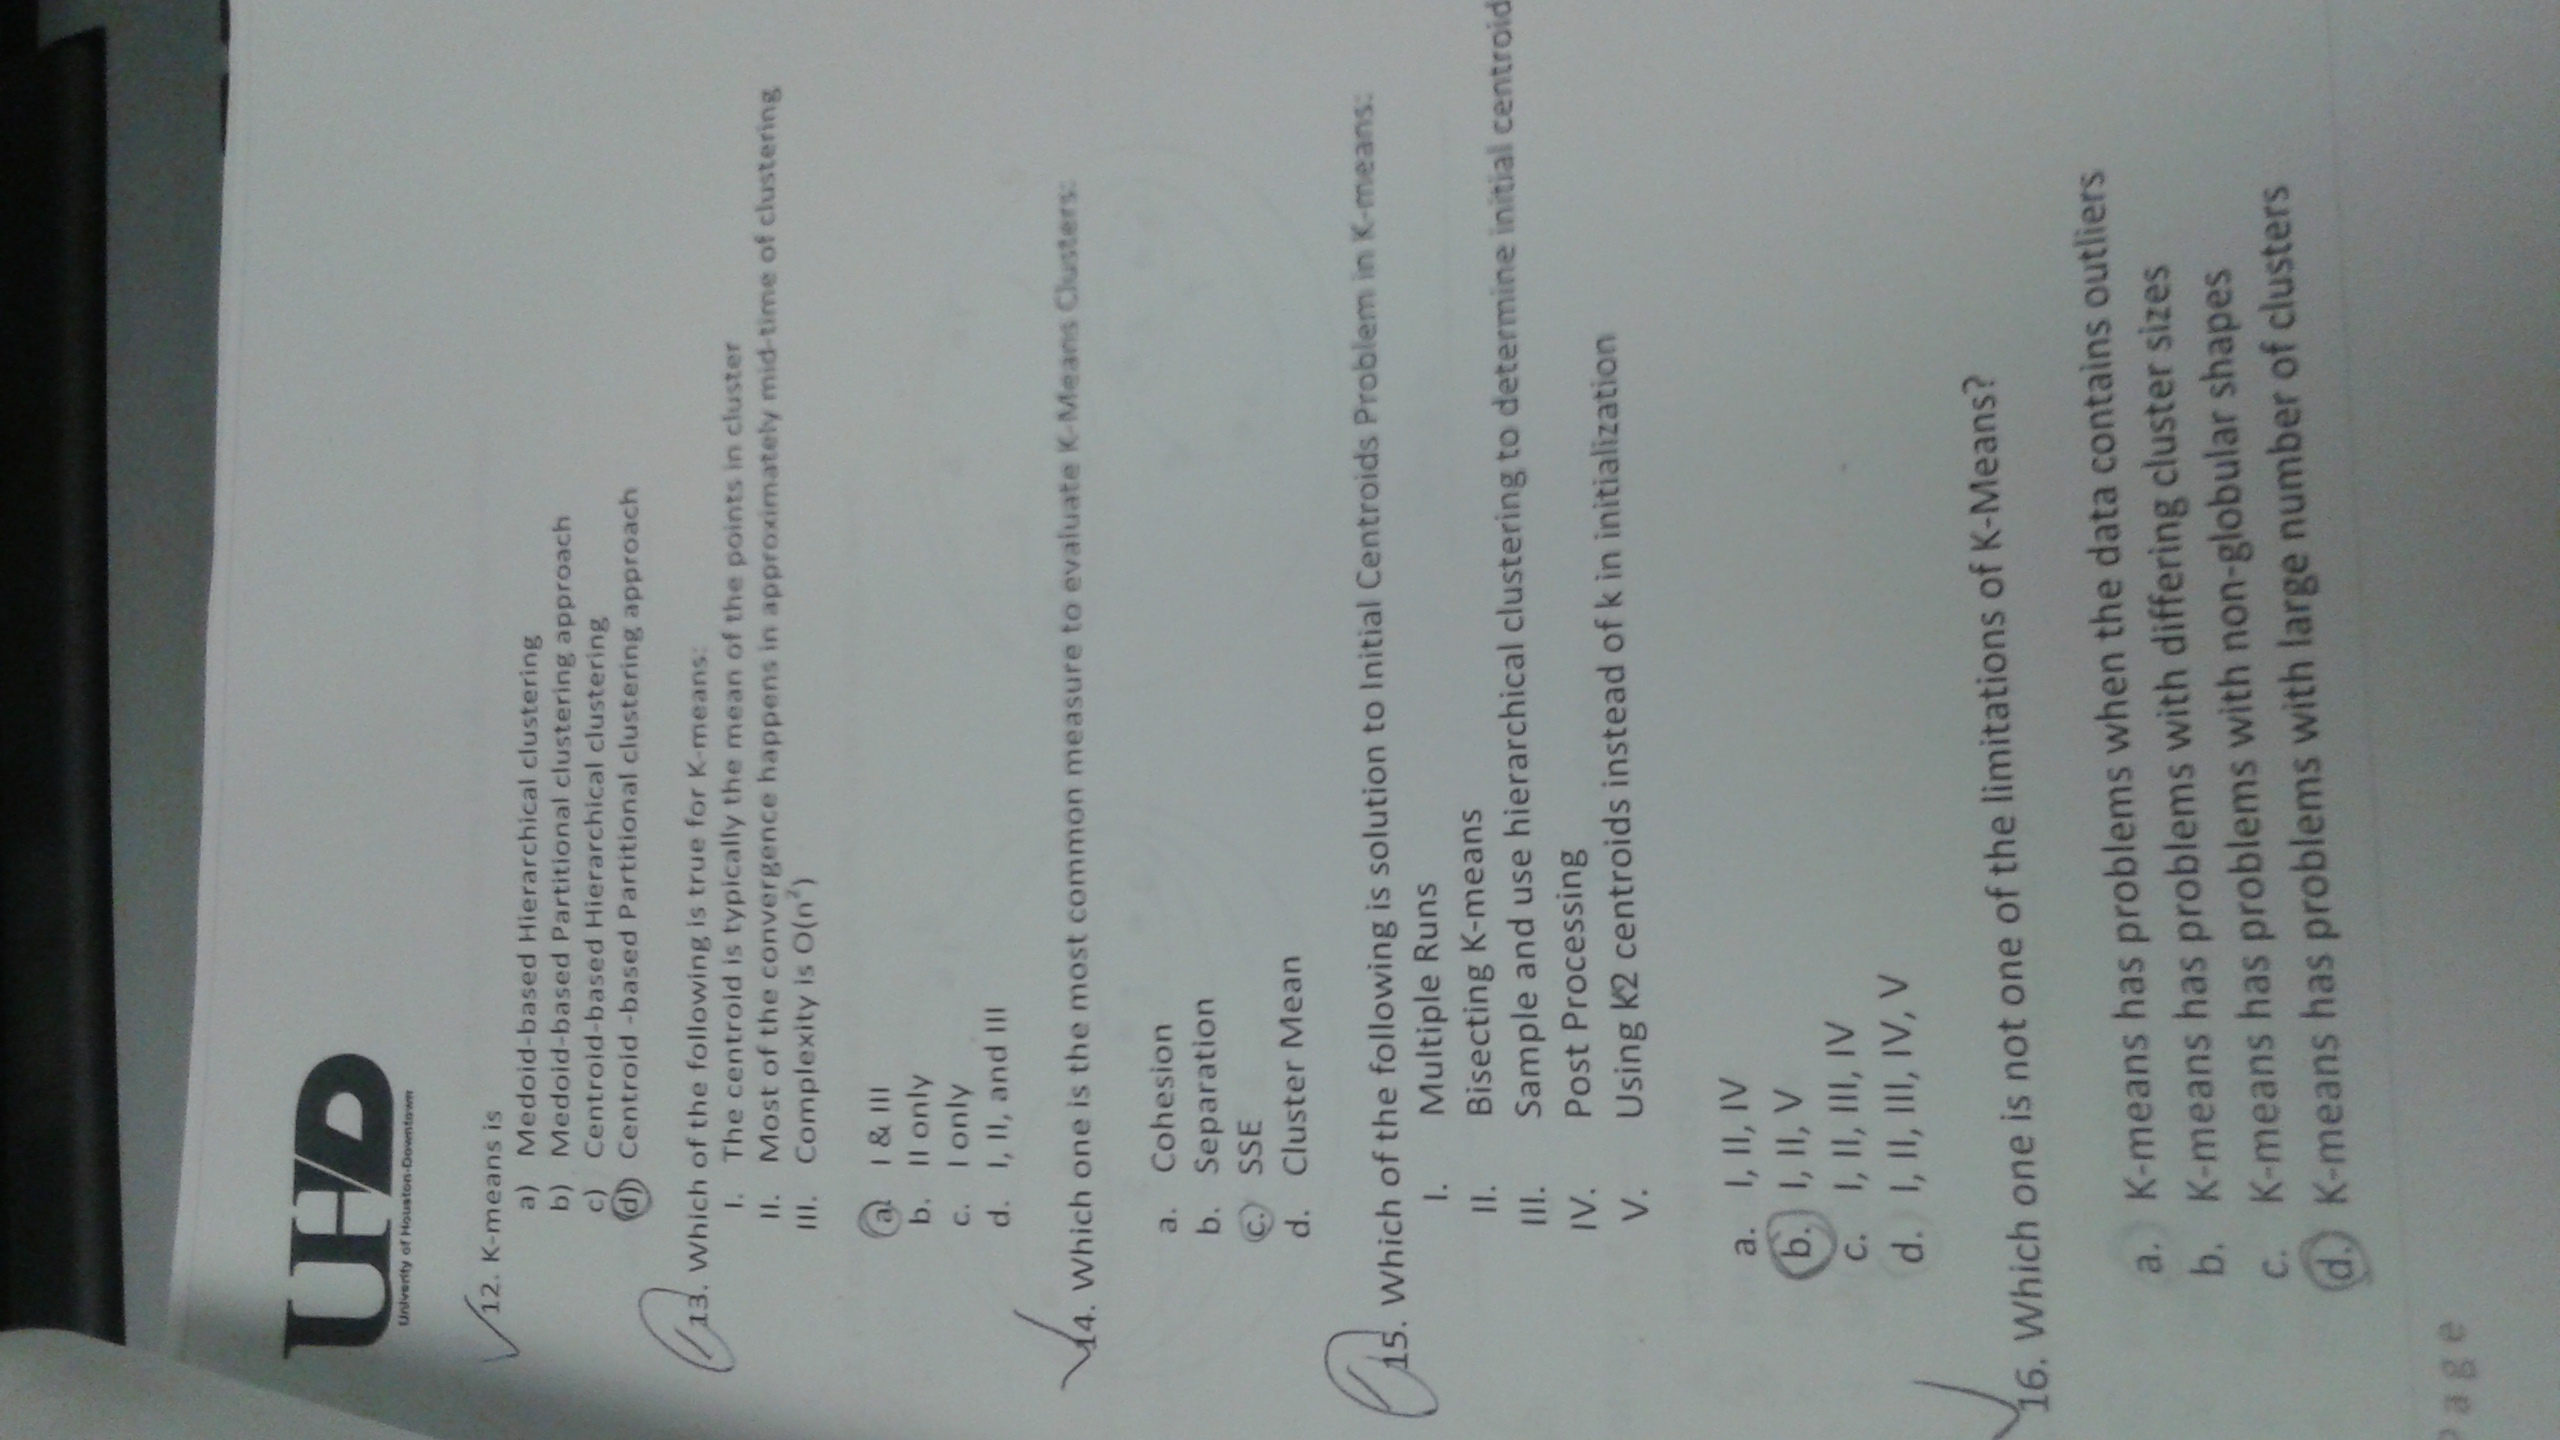 UHD
Univerity of Houston-Downtown
12. K-means is
a) Medoid-based Hierarchical clustering
b) Medoid-based Partitional clustering approach
c) Centroid-based Hierarchical clustering
d) Centroid -based Partitional clustering approach
13. Which of the following is true for K-means:
I. The centroid is typically the mean of the points in cluster
II. Most of the convergence happens in approximately mid-time of clustering
III. Complexity is O(n²)
a. I & III
b. II only
c. I only
d. I, II, and III
14. Which one is the most common measure to evaluate K-Means Clusters:
a. Cohesion
b. Separation
c. SSE
d. Cluster Mean
15. Which of the following is solution to Initial Centroids Problem in K-means:
I. Multiple Runs
II. Bisecting K-means
III. Sample and use hierarchical clustering to determine initial centroid
IV. Post Processing
V. Using k2 centroids instead of k in initialization
a. I, II, IV
b. I, II, V
c. I, II, III, IV
d. I, II, III, IV, V
16. Which one is not one of the limitations of K-Means?
a. K-means has problems when the data contains outliers
b. K-means has problems with differing cluster sizes
c. K-means has problems with non-globular shapes
d. K-means has problems with large number of clusters
Page